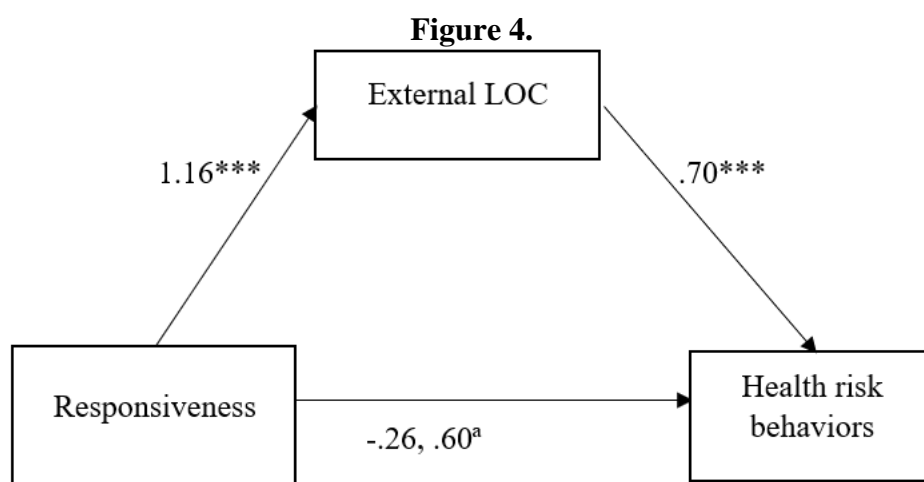 Figure 4.
External LOC
1.16***
.70***
Responsiveness
-.26, .60ª
Health risk
behaviors